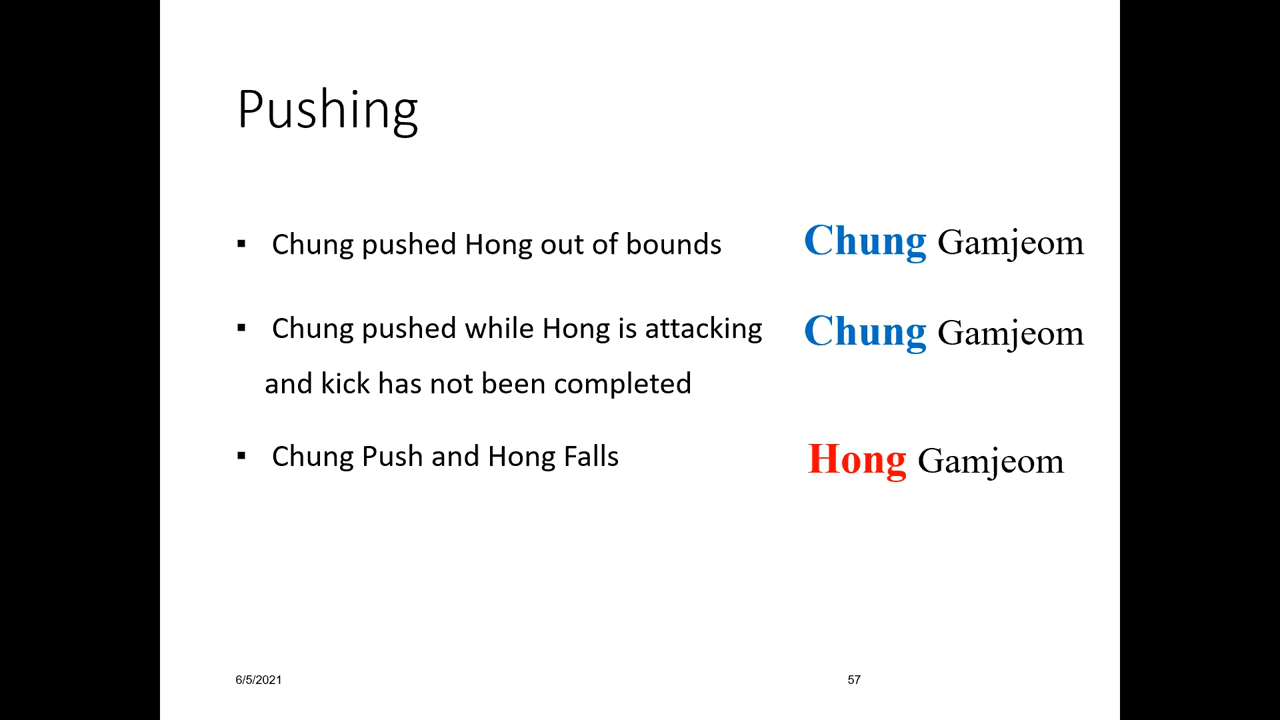 Pushing
▪ Chung pushed Hong out of bounds Chung Gamjeom
▪ Chung pushed while Hong is attacking Chung Gamjeom
and kick has not been completed
▪ Chung Push and Hong Falls Hong Gamjeom
6/5/2021 57